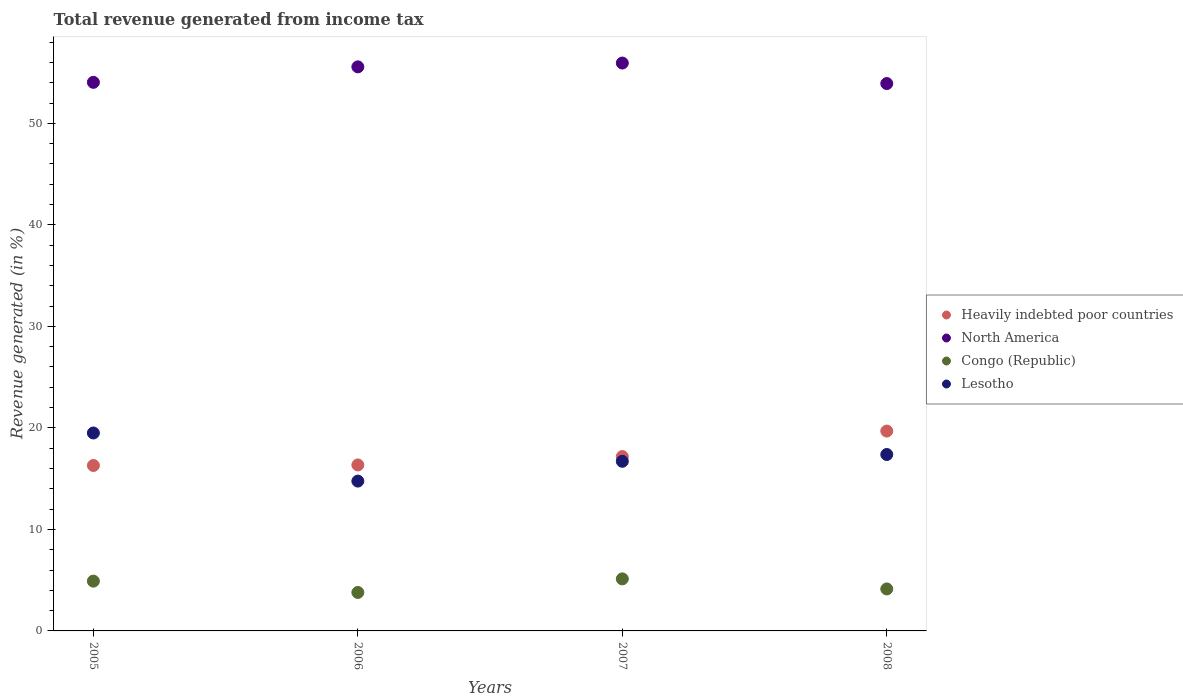 Total revenue generated from income tax
Revenue generated (in %)
50
40
30
20
10
0
2005
2006
2007
2008
Years
Heavily indebted poor countries
North America
Congo (Republic)
Lesotho